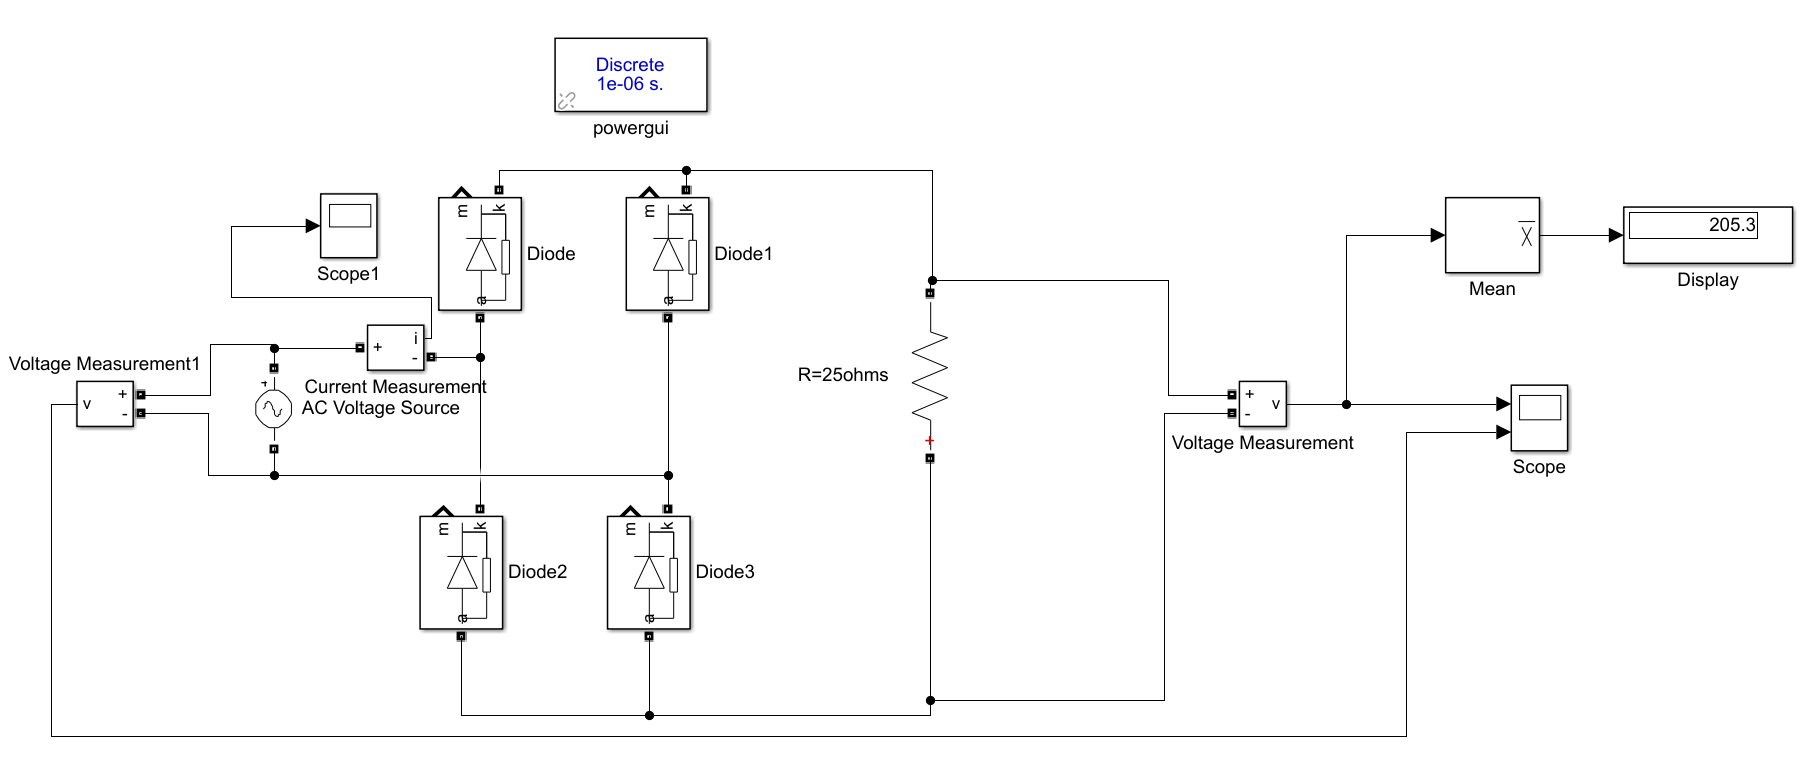 Discrete
1e-06 s.
powergui
m
k
a
Diode
m
k
a
Diode1
Scope1
205.3
Display
X
Mean
Voltage Measurement1
v
+
-
+
i
-
Current Measurement
AC Voltage Source
+
R=25ohms
+
+
-
v
Voltage Measurement
Scope
m
k
a
Diode2
m
k
a
Diode3